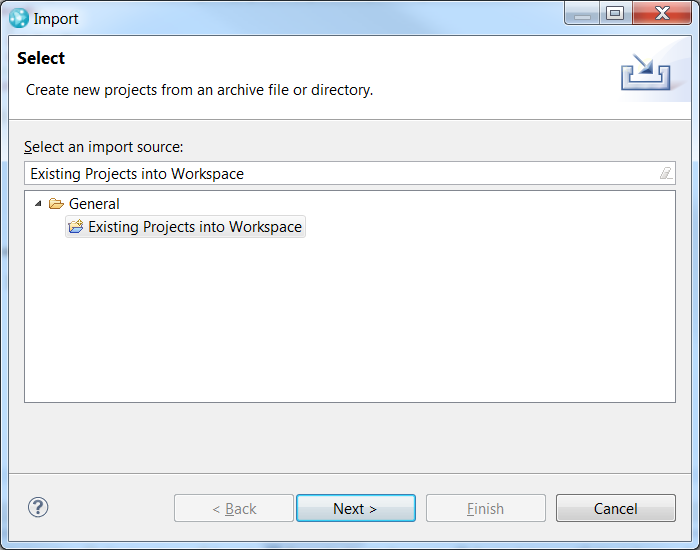 Import
Select
Create new projects from an archive file or directory.
Select an import source:
Existing Projects into Workspace
General
Existing Projects into Workspace
? < Back Next > Finish Cancel